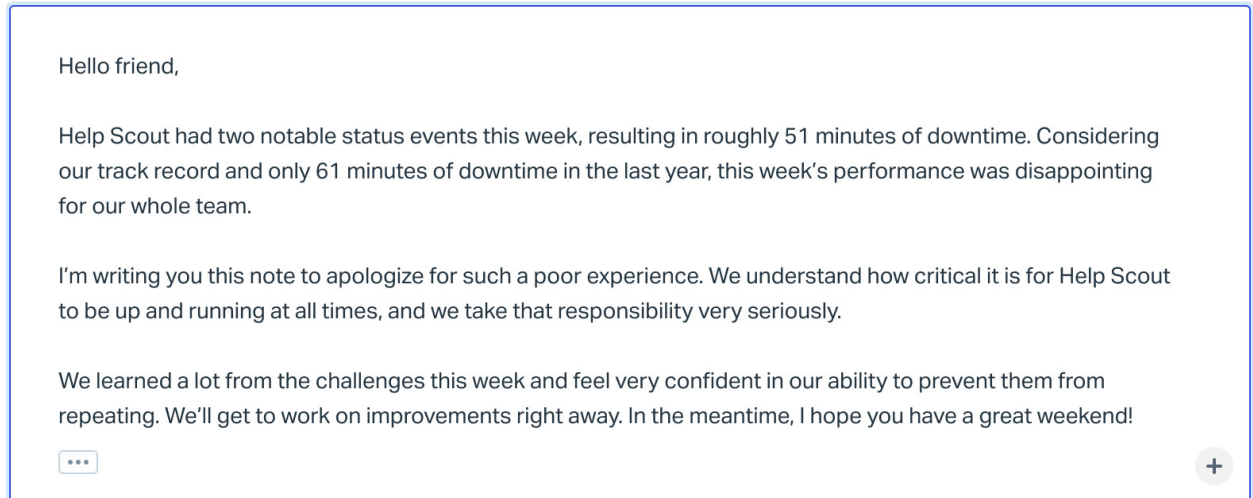 Hello friend,
Help Scout had two notable status events this week, resulting in roughly 51 minutes of downtime. Considering
our track record and only 61 minutes of downtime in the last year, this week’s performance was disappointing
for our whole team.
I’m writing you this note to apologize for such a poor experience. We understand how critical it is for Help Scout
to be up and running at all times, and we take that responsibility very seriously.
We learned a lot from the challenges this week and feel very confident in our ability to prevent them from
repeating. We’ll get to work on improvements right away. In the meantime, I hope you have a great weekend!